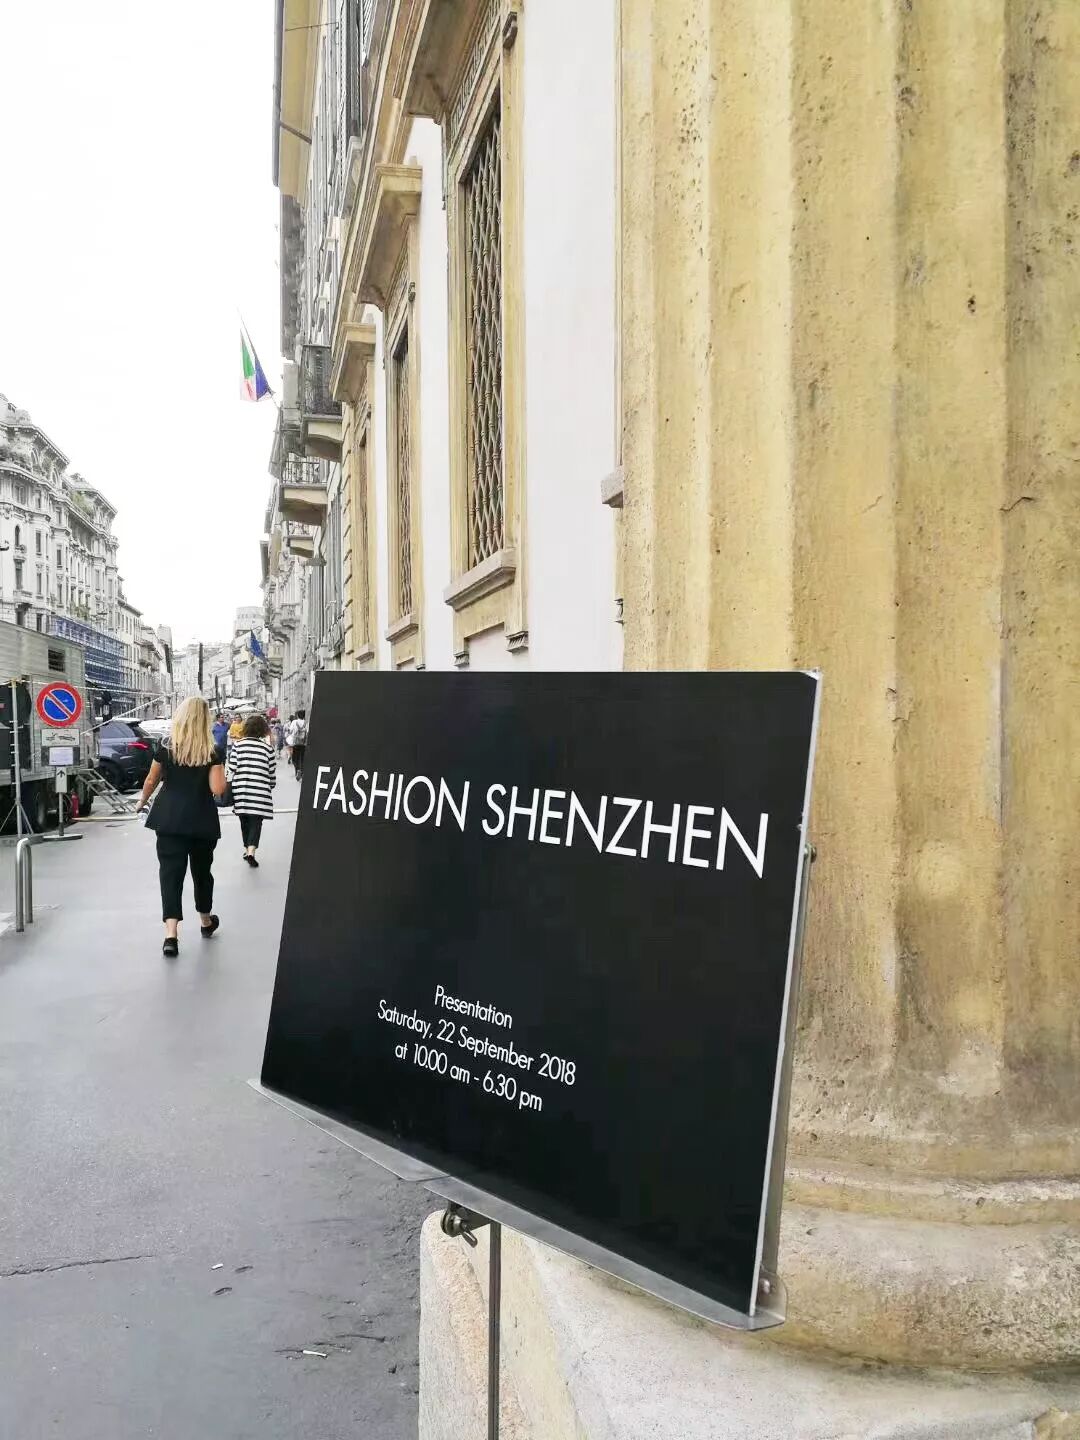 FASHION SHENZHEN
Presentation
Saturday, 22 September 2018
at 10.00 am - 6.30 pm